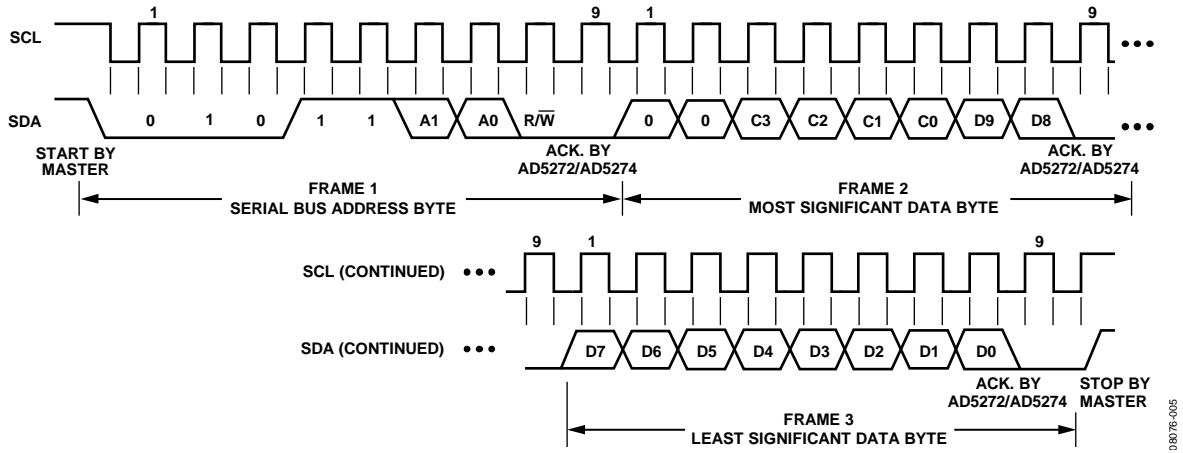 1 9 1 9
SCL
SDA 0 1 0 1 1 A1 A0 R/W 0 0 C3 C2 C1 C0 D9 D8
START BY
MASTER
ACK. BY
AD5272/AD5274
ACK. BY
AD5272/AD5274
FRAME 1
SERIAL BUS ADDRESS BYTE
FRAME 2
MOST SIGNIFICANT DATA BYTE
9 1 9
SCL (CONTINUED)
SDA (CONTINUED) D7 D6 D5 D4 D3 D2 D1 D0
ACK. BY
AD5272/AD5274
STOP BY
MASTER
FRAME 3
LEAST SIGNIFICANT DATA BYTE
08076-005